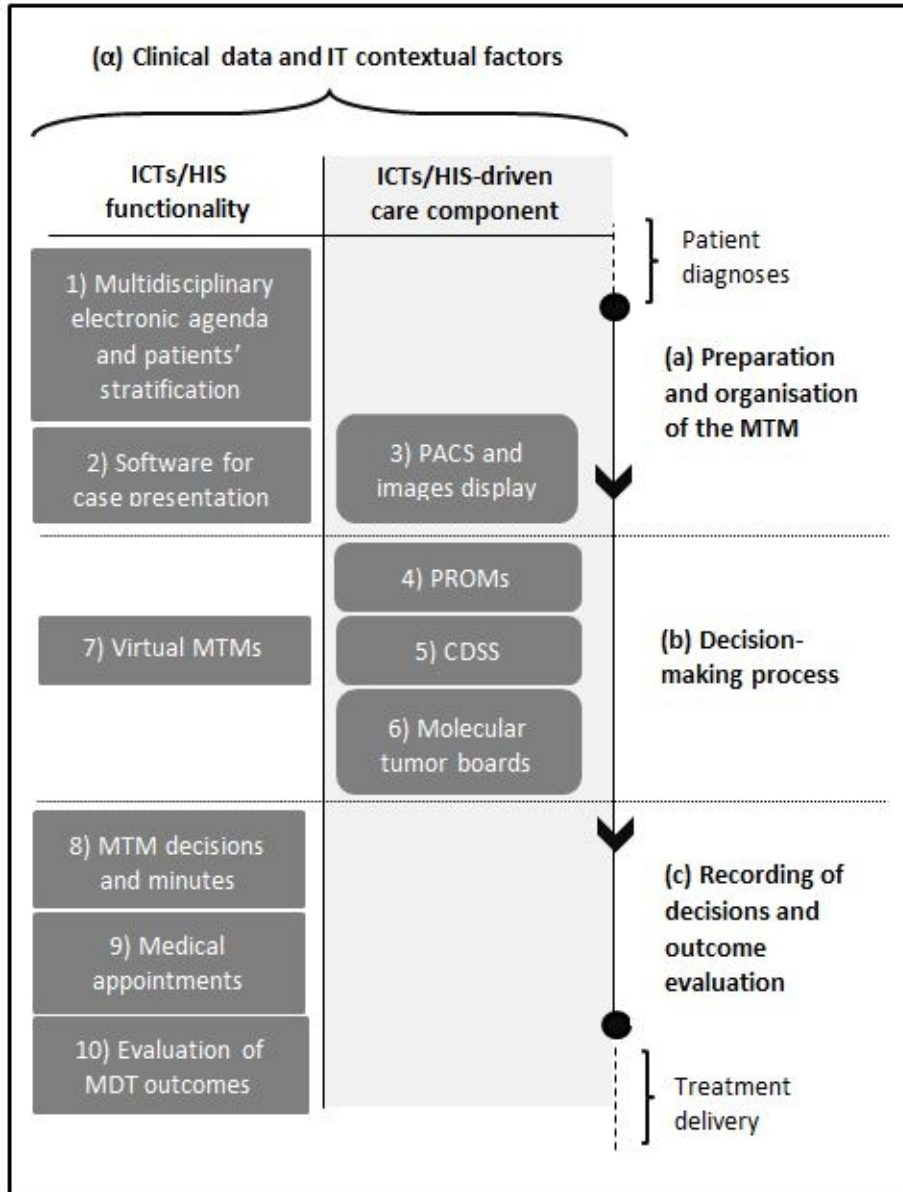 (α) Clinical data and IT contextual factors
ICTs/HIS
functionality
ICTs/HIS-driven
care component
Patient
diagnoses
1) Multidisciplinary
electronic agenda
and patients'
stratification
(a) Preparation
and organisation
of the MTM
2) Software for
case presentation
3) PACS and
images display
4) PROMs
7) Virtual MTMs
5) CDSS
6) Molecular
tumor boards
(b) Decision-
making process
8) MTM decisions
and minutes
9) Medical
appointments
10) Evaluation of
MDT outcomes
(c) Recording of
decisions and
outcome
evaluation
Treatment
delivery